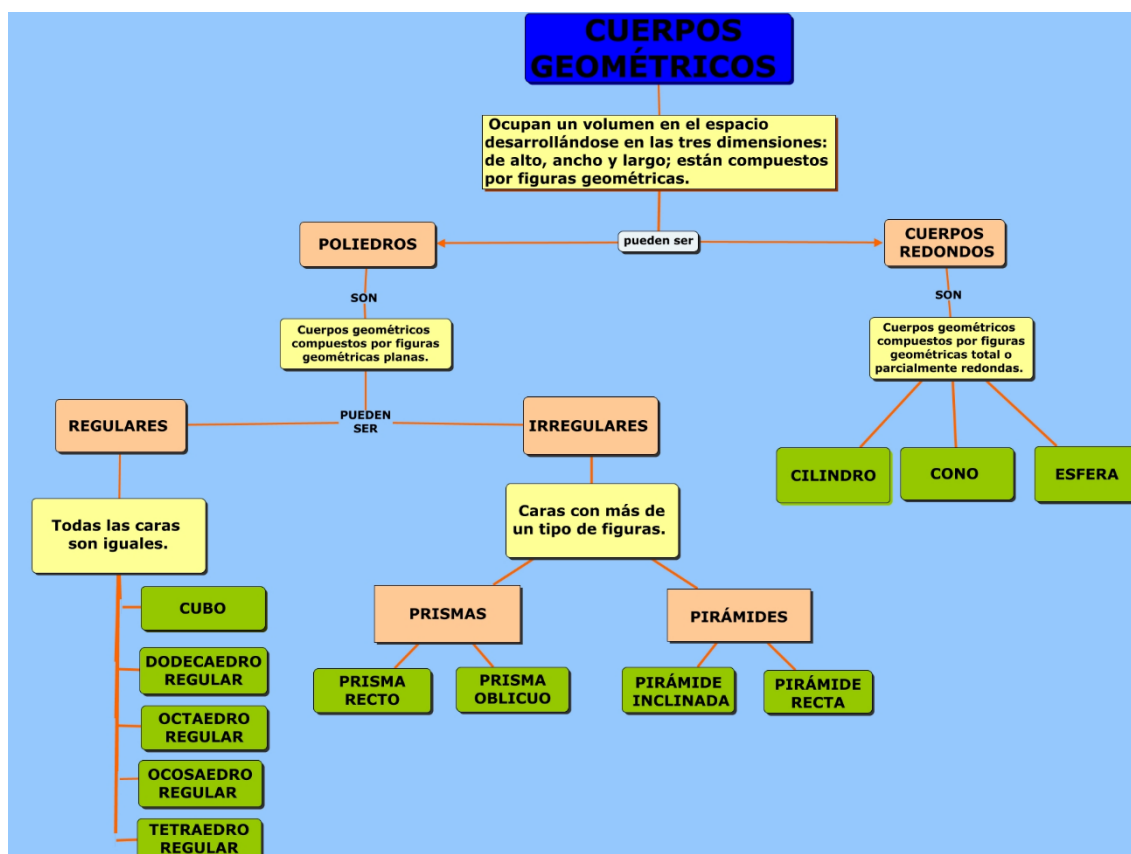 CUERPOS
GEOMÉTRICOS
Ocupan un volumen en el espacio
desarrollándose en las tres dimensiones:
de alto, ancho y largo; están compuestos
por figuras geométricas.
pueden ser
POLIEDROS
CUERPOS
REDONDOS
SON
SON
Cuerpos geométricos
compuestos por figuras
geométricas planas.
Cuerpos geométricos
compuestos por figuras
geométricas total o
parcialmente redondas.
PUEDEN
SER
REGULARES
IRREGULARES
CILINDRO
CONO
ESFERA
Todas las caras
son iguales.
Caras con más de
un tipo de figuras.
CUBO
DODECAEDRO
REGULAR
OCTAEDRO
REGULAR
OCOSAEDRO
REGULAR
TETRAEDRO
REGULAR
PRISMAS
PIRÁMIDES
PRISMA
RECTO
PRISMA
OBLICUO
PIRÁMIDE
INCLINADA
PIRÁMIDE
RECTA